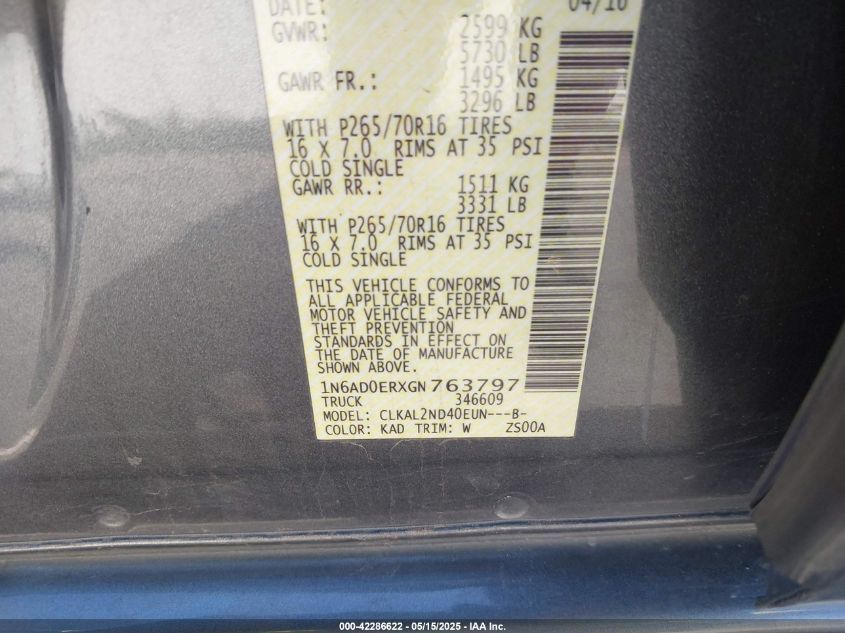 DATE: 04/16
GVWR: 2599 KG
5730 LB
GAWR FR.: 1495 KG
3296 LB
WITH P265/70R16 TIRES
16 X 7.0 RIMS AT 35 PSI
COLD SINGLE
GAWR RR.: 1511 KG
3331 LB
WITH P265/70R16 TIRES
16 X 7.0 RIMS AT 35 PSI
COLD SINGLE
THIS VEHICLE CONFORMS TO
ALL APPLICABLE FEDERAL
MOTOR VEHICLE SAFETY AND
THEFT PREVENTION
STANDARDS IN EFFECT ON
THE DATE OF MANUFACTURE
SHOWN ABOVE.
1N6AD0ERXGN763797
TRUCK 346609
MODEL: CLKAL2ND40EUN---B-
COLOR: KAD TRIM: W ZS00A
000-42286622 - 05/15/2025 - IAA Inc.